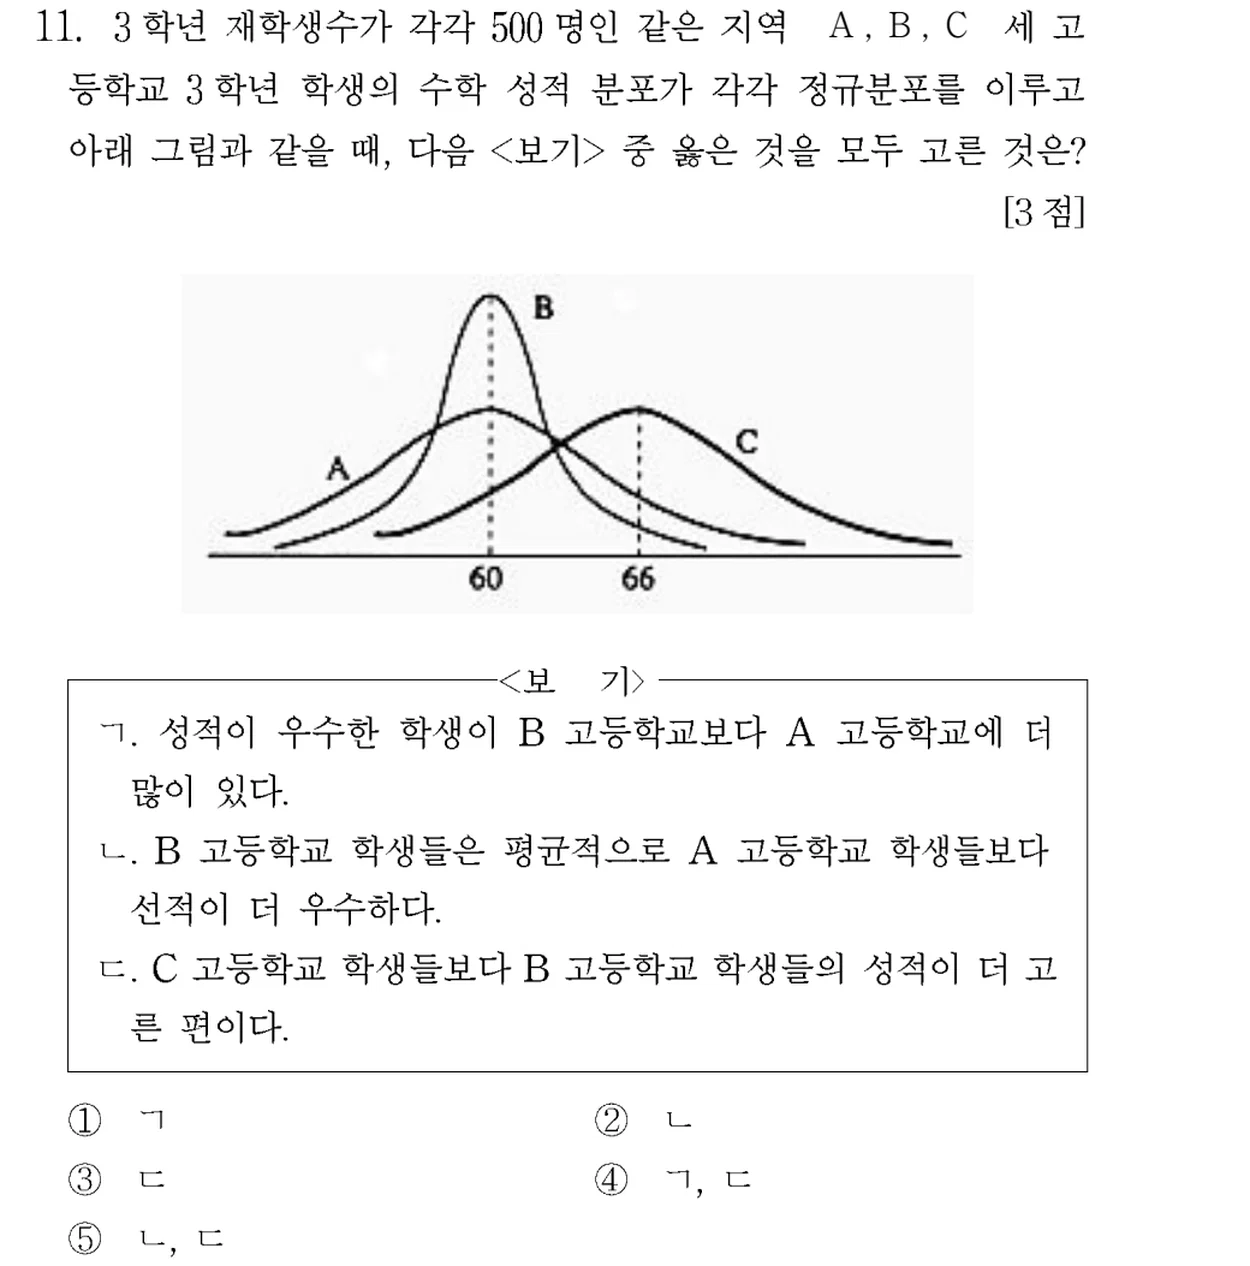 11. 3학년 재학생수가 각각 500명인 같은 지역 A, B, C 세 고
등학교 3학년 학생의 수학 성적 분포가 각각 정규분포를 이루고
아래 그림과 같을 때, 다음 <보기> 중 옳은 것을 모두 고른 것은?
[3점]
B
A
C
60 66
<보 기>
ㄱ. 성적이 우수한 학생이 B 고등학교보다 A 고등학교에 더
많이 있다.
ㄴ. B 고등학교 학생들은 평균적으로 A 고등학교 학생들보다
선적이 더 우수하다.
ㄷ. C 고등학교 학생들보다 B 고등학교 학생들의 성적이 더 고
른 편이다.
① ㄱ ② ㄴ
③ ㄷ ④ ㄱ, ㄷ
⑤ ㄴ, ㄷ